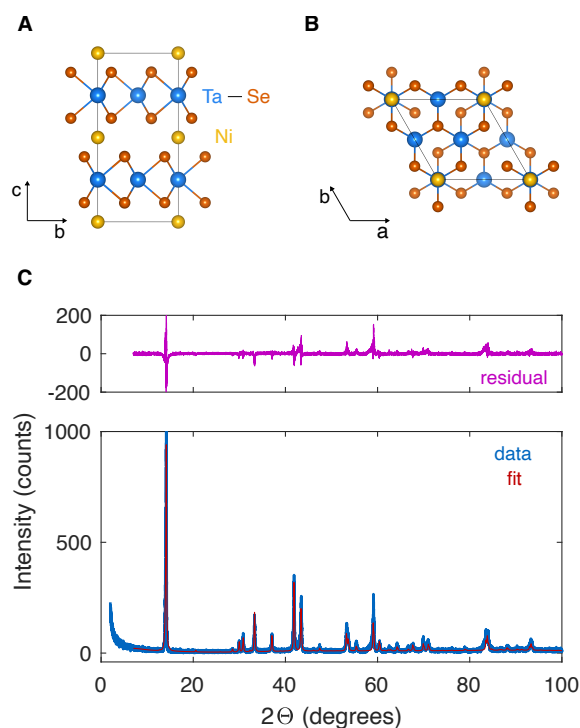 A
B
Ta — Se
Ni
c
b
b
a
C
200
0
-200
residual
1000
500
0
data
fit
Intensity (counts)
0 20 40 60 80 100
2Θ (degrees)